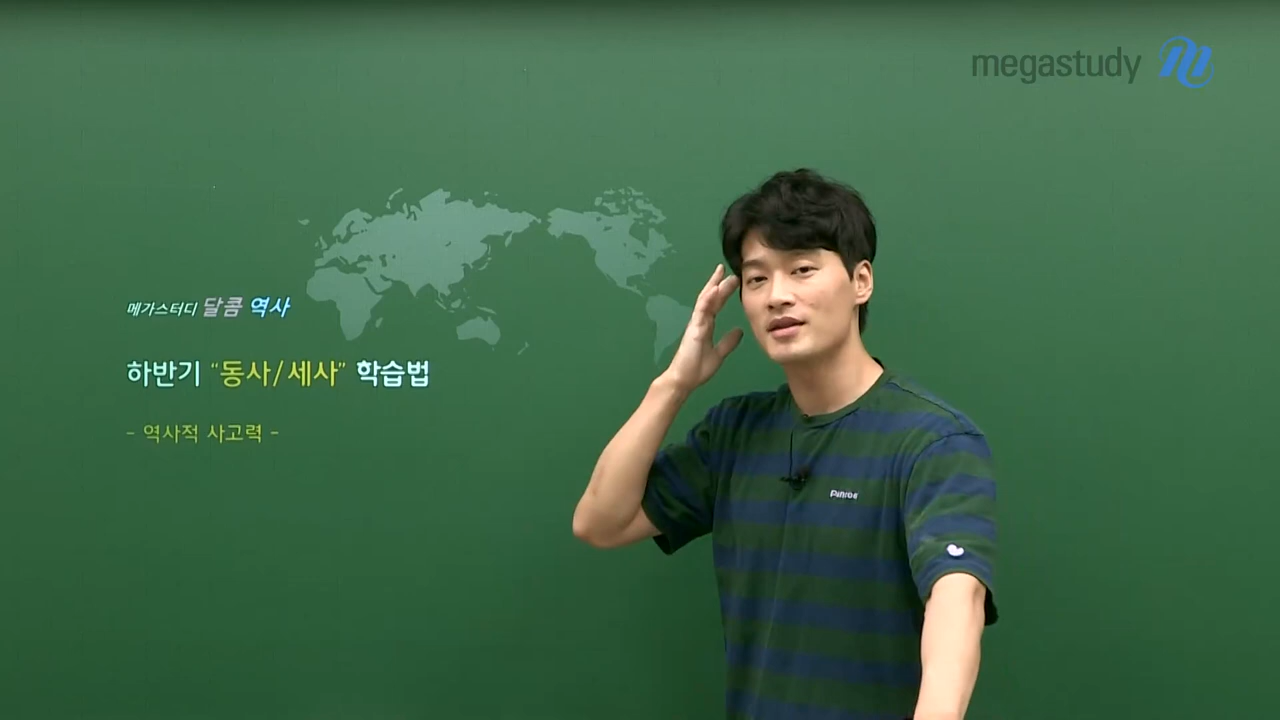 megastudy
메가스터디 달콤 역사
하반기 “동사/세사” 학습법
- 역사적 사고력 -